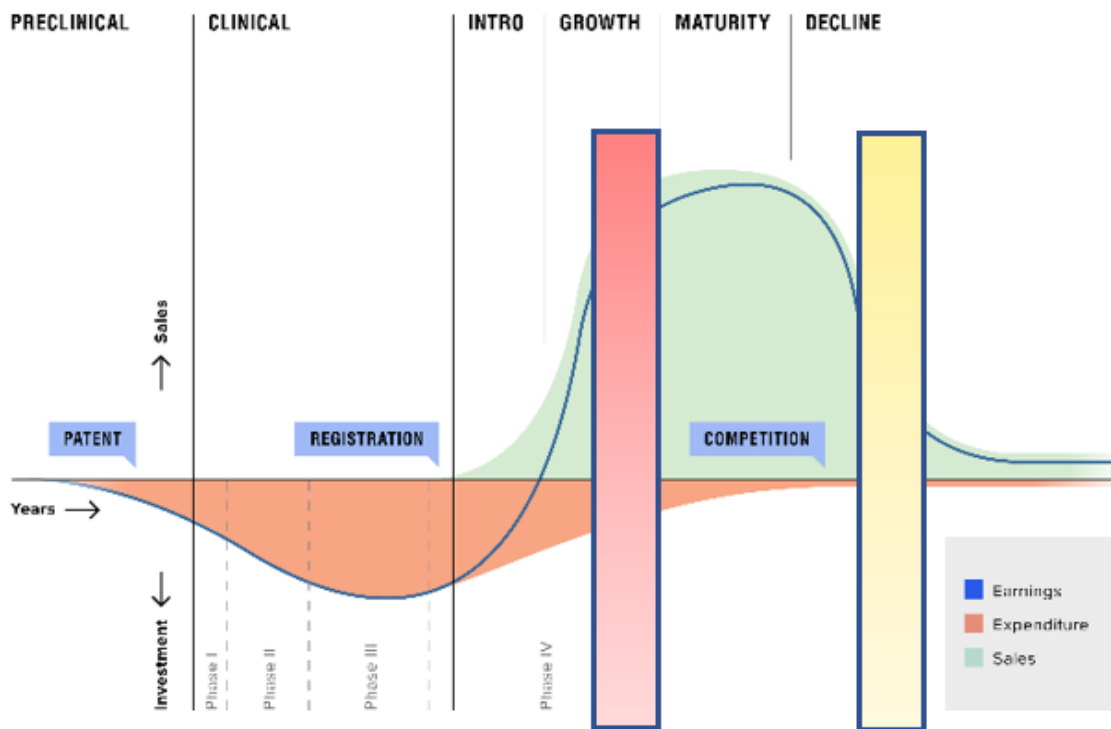 PRECLINICAL
CLINICAL
INTRO
GROWTH
MATURITY
DECLINE
Sales
PATENT
REGISTRATION
COMPETITION
Years
Investment
Phase I
Phase II
Phase III
Phase IV
Earnings
Expenditure
Sales